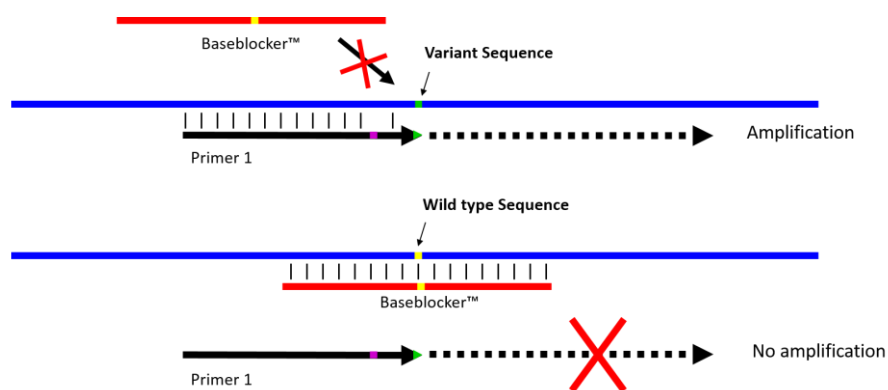 Baseblocker™
Variant Sequence
Amplification
Primer 1
Wild type Sequence
Baseblocker™
No amplification
Primer 1